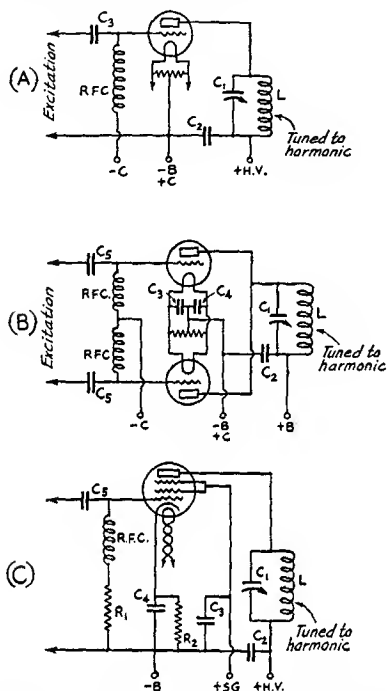 (A)
Excitation
C3
RFC
C1
L
C2
Tuned to
harmonic
-C
-B
+C
+H.V.
(B)
Excitation
C5
RFC.
C3
C4
RFC
C5
C1
L
C2
Tuned to
harmonic
-C
-B
+C
+B
(C)
C5
R.F.C.
R1
C4
R2
C3
C1
L
C2
Tuned to
harmonic
-B
+SG
+H.V.